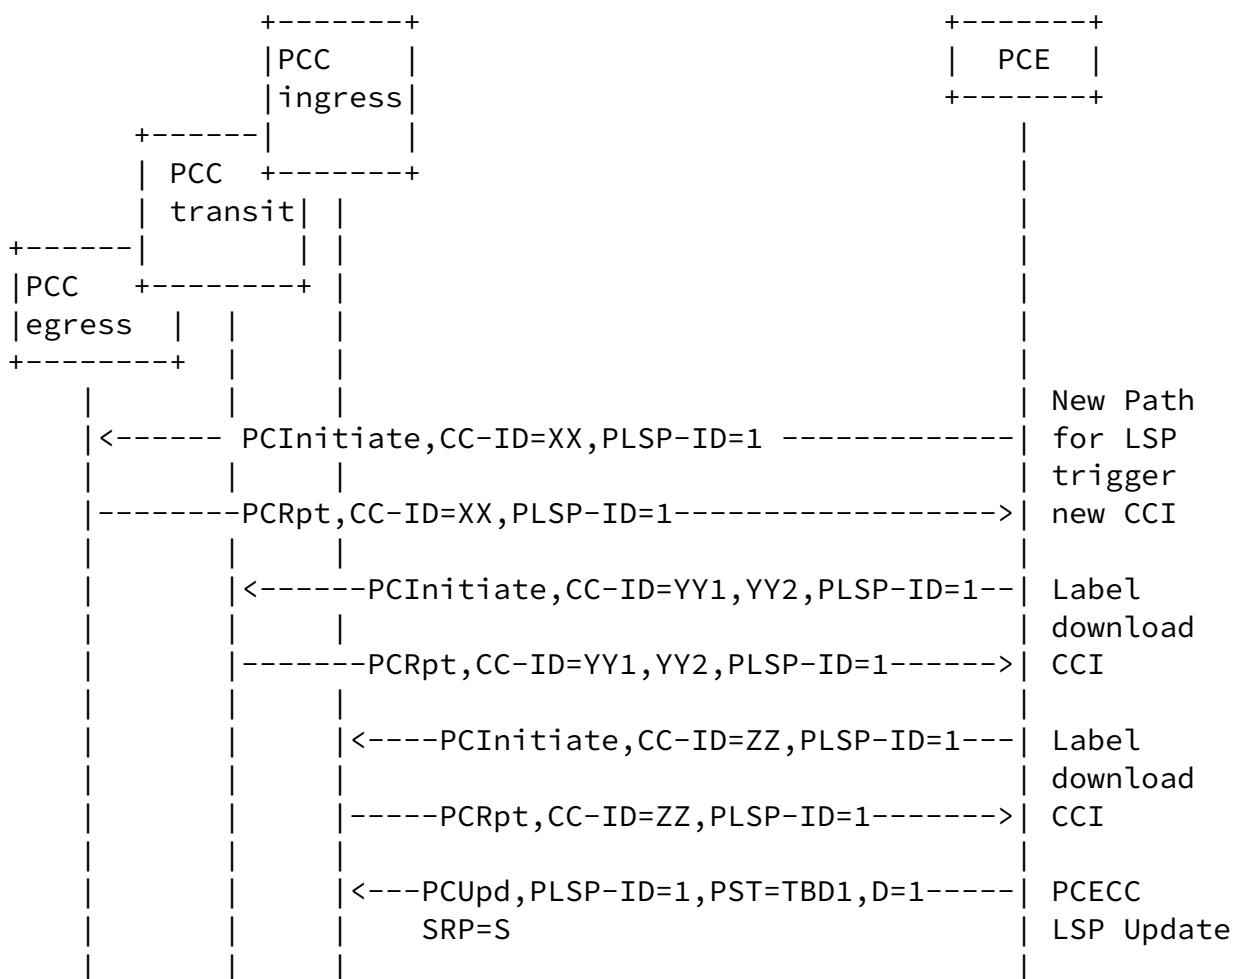 PCC PCE
ingress
PCC
transit
PCC
egress
New Path
PCInitiate,CC-ID=XX,PLSP-ID=1 for LSP
trigger
PCRpt,CC-ID=XX,PLSP-ID=1 new CCI
PCInitiate,CC-ID=YY1,YY2,PLSP-ID=1 Label
download
PCRpt,CC-ID=YY1,YY2,PLSP-ID=1 CCI
PCInitiate,CC-ID=ZZ,PLSP-ID=1 Label
download
PCRpt,CC-ID=ZZ,PLSP-ID=1 CCI
PCUpd,PLSP-ID=1,PST=TBD1,D=1 PCECC
SRP=S LSP Update